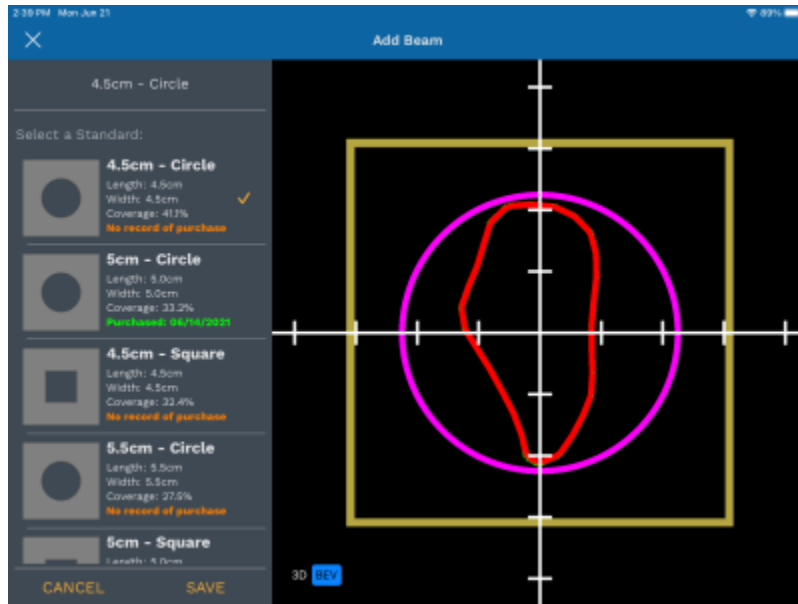 2:39 PM Mon Jun 21
89%
Add Beam
4.5cm - Circle
Select a Standard:
4.5cm - Circle
Length: 4.5cm
Width: 4.5cm
Coverage: 41.1%
No record of purchase
5cm - Circle
Length: 5.0cm
Width: 5.0cm
Coverage: 33.2%
Purchased: 06/14/2021
4.5cm - Square
Length: 4.5cm
Width: 4.5cm
Coverage: 32.4%
No record of purchase
5.5cm - Circle
Length: 5.5cm
Width: 5.5cm
Coverage: 27.5%
No record of purchase
5cm - Square
Length: 5.0cm
CANCEL
SAVE
3D BEV